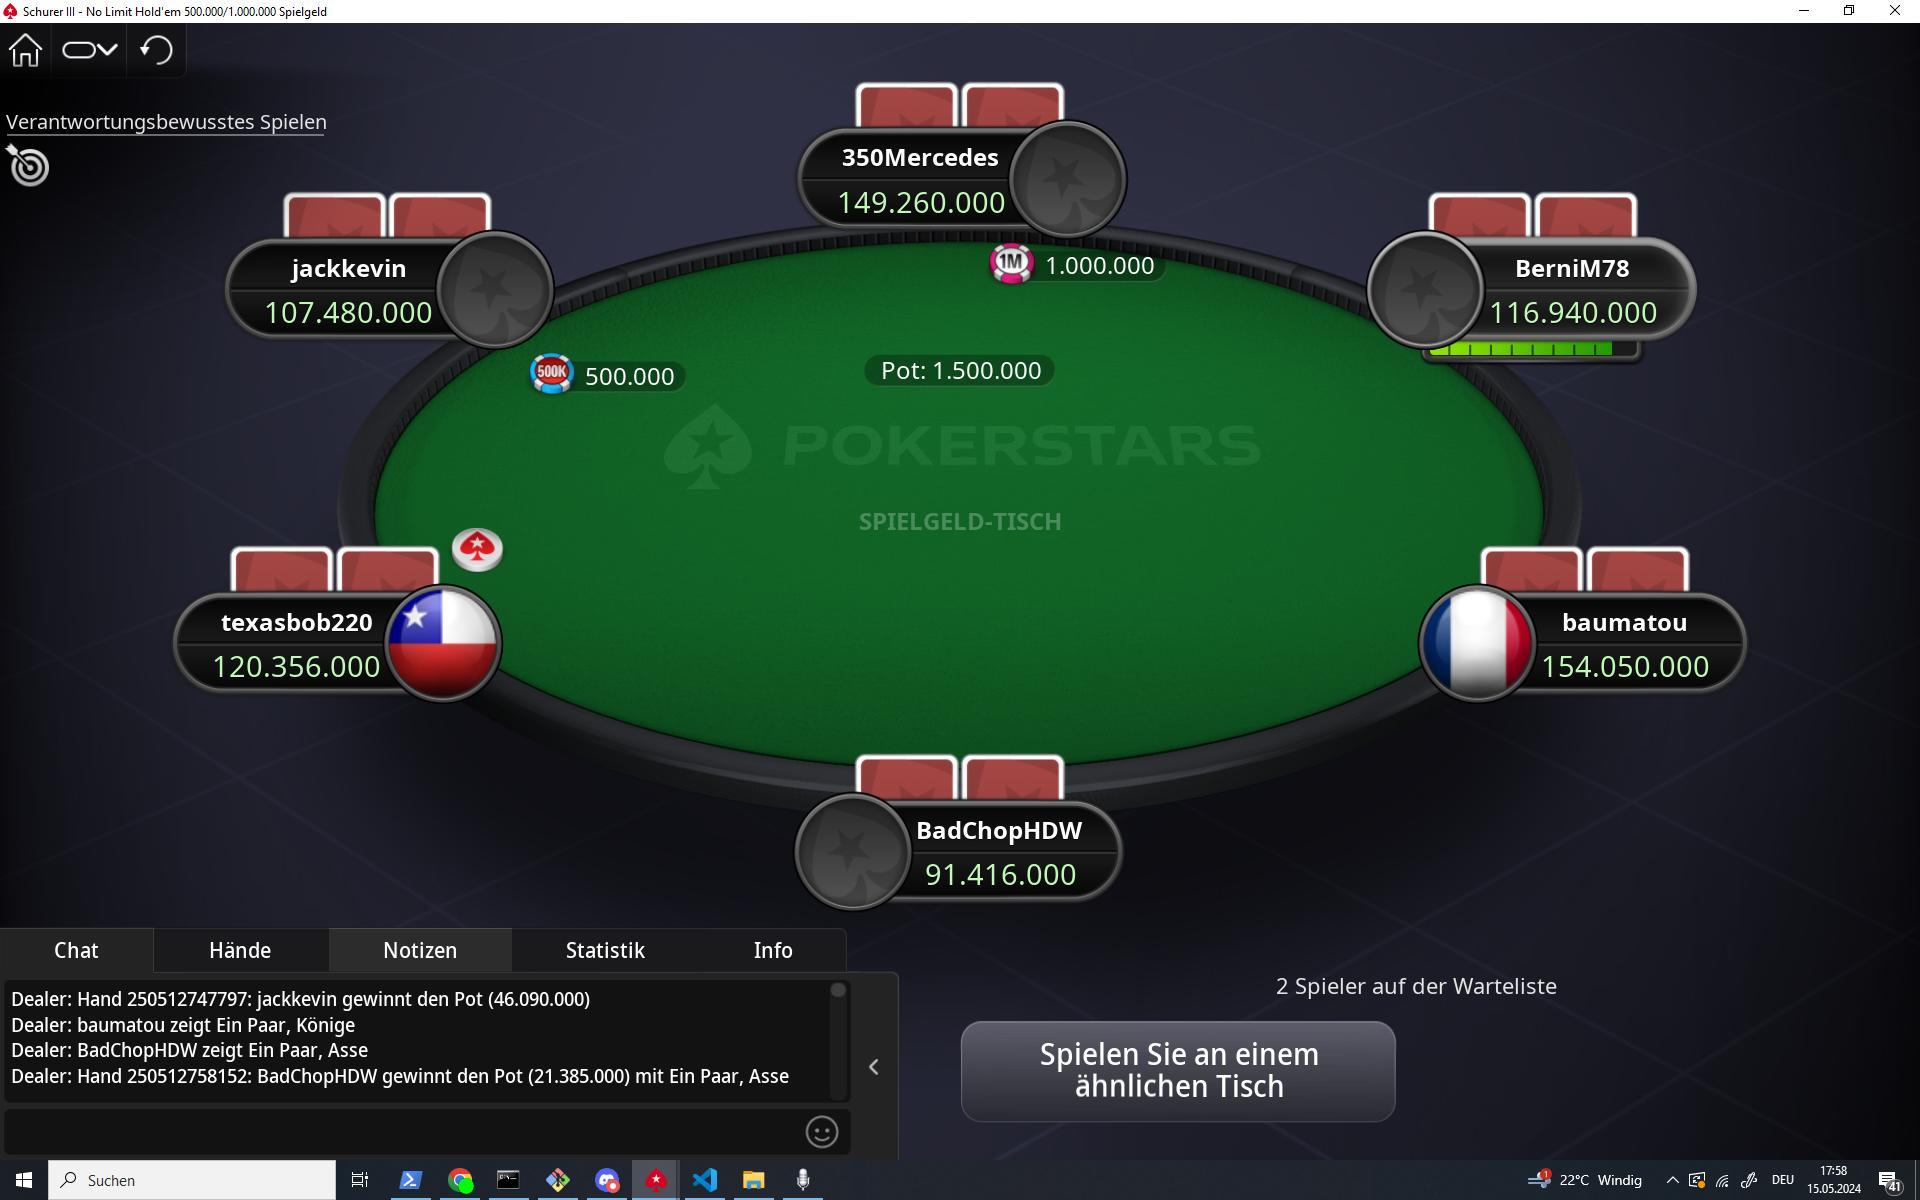 Schurer III - No Limit Hold'em 500.000/1.000.000 Spielgeld
Verantwortungsbewusstes Spielen
350Mercedes
149.260.000
jackkevin
107.480.000
BerniM78
116.940.000
1M
1.000.000
500K
500.000
Pot: 1.500.000
POKERSTARS
SPIELGELD-TISCH
texasbob220
120.356.000
baumatou
154.050.000
BadChopHDW
91.416.000
Chat
Hände
Notizen
Statistik
Info
Dealer: Hand 250512747797: jackkevin gewinnt den Pot (46.090.000)
Dealer: baumatou zeigt Ein Paar, Könige
Dealer: BadChopHDW zeigt Ein Paar, Asse
Dealer: Hand 250512758152: BadChopHDW gewinnt den Pot (21.385.000) mit Ein Paar, Asse
2 Spieler auf der Warteliste
Spielen Sie an einem
ähnlichen Tisch
Suchen
1
22°C Windig
DEU
17:58
15.05.2024
41